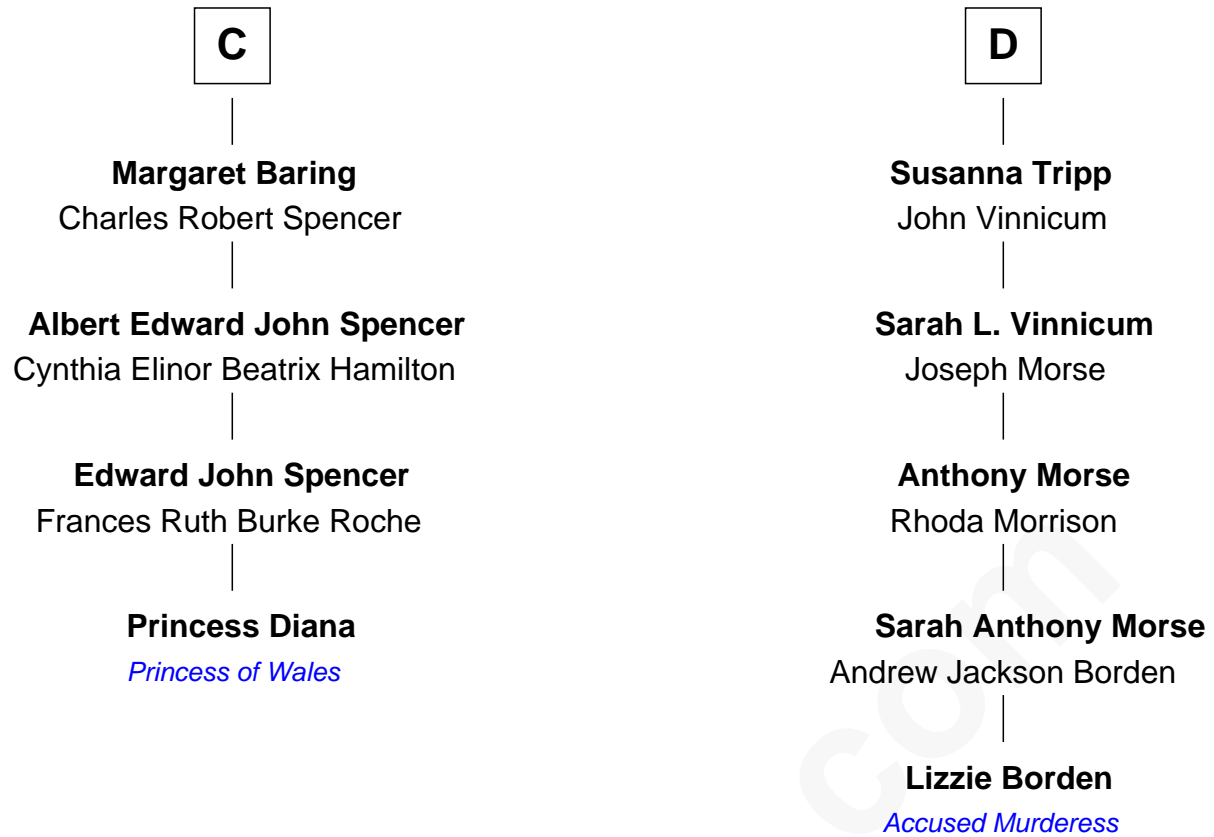 C
Margaret Baring
Charles Robert Spencer
Albert Edward John Spencer
Cynthia Elinor Beatrix Hamilton
Edward John Spencer
Frances Ruth Burke Roche
Princess Diana
Princess of Wales
D
Susanna Tripp
John Vinnicum
Sarah L. Vinnicum
Joseph Morse
Anthony Morse
Rhoda Morrison
Sarah Anthony Morse
Andrew Jackson Borden
Lizzie Borden
Accused Murderess
com